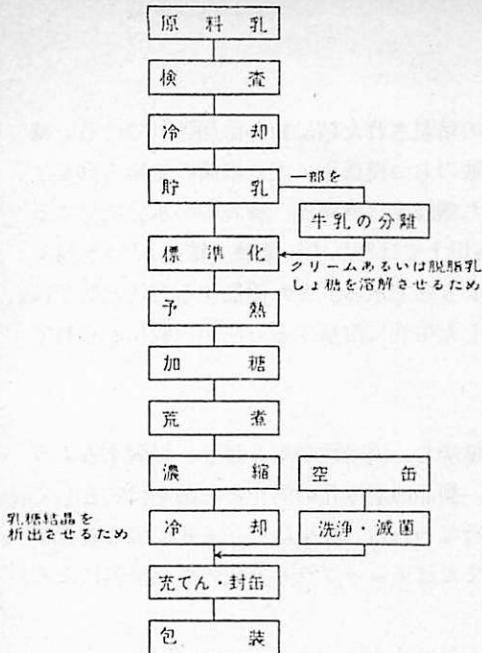 原料乳
検査
冷却
貯乳
一部を
牛乳の分離
標準化
クリームあるいは脱脂乳
しょ糖を溶解させるため
予熱
加糖
荒煮
濃縮
空缶
乳糖結晶を
析出させるため
冷却
洗浄・滅菌
充てん・封缶
包装